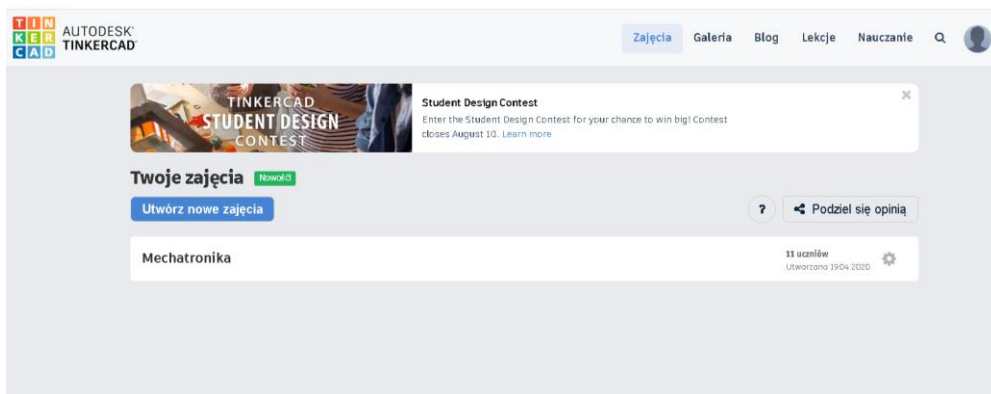 TIN
KER
CAD
AUTODESK®
TINKERCAD®
Zajęcia Galeria Blog Lekcje Nauczanie
TINKERCAD
STUDENT DESIGN
CONTEST
Student Design Contest
Enter the Student Design Contest for your chance to win big! Contest
closes August 10. Learn more
Twoje zajęcia Nowość!
Utwórz nowe zajęcia
? Podziel się opinią
Mechatronika
11 uczniów
Utworzono 19.04.2020